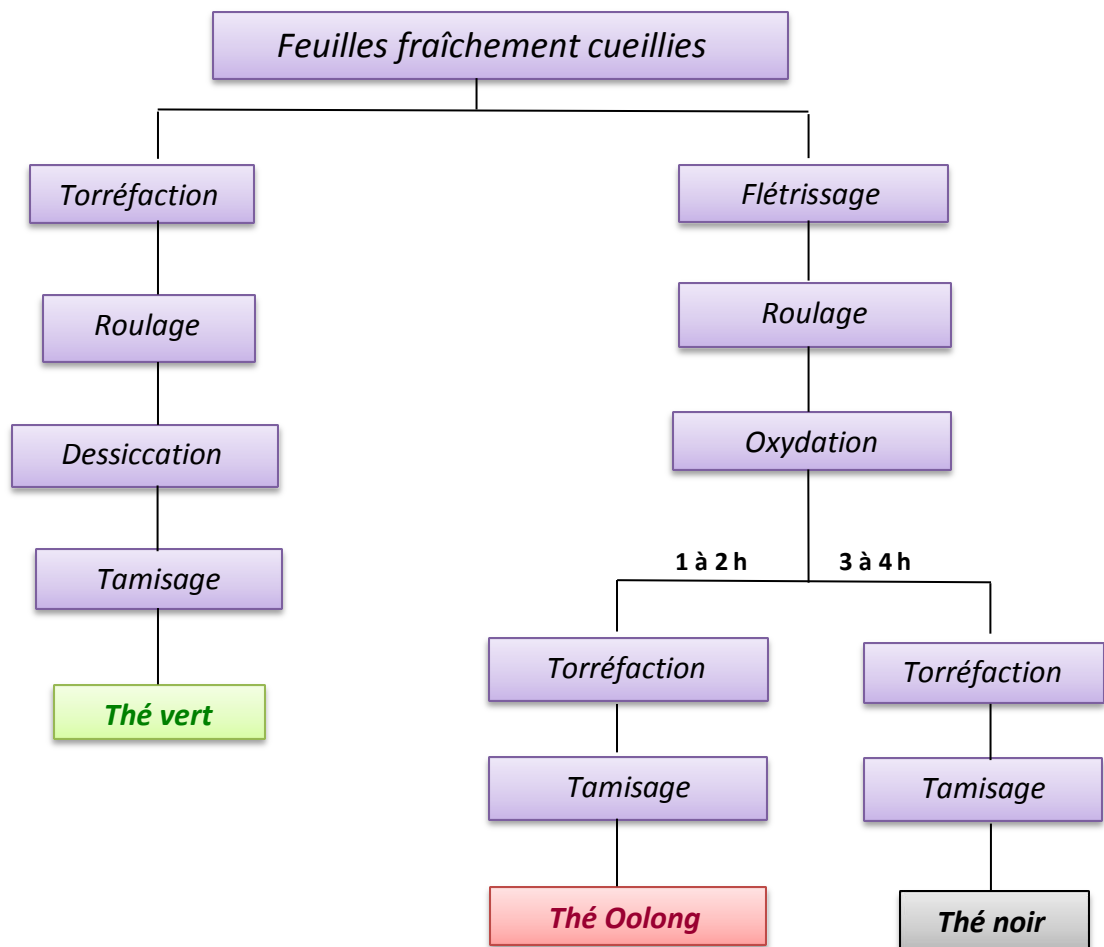 Feuilles fraîchement cueillies
Torréfaction
Roulage
Dessiccation
Tamisage
Thé vert
Flétrissage
Roulage
Oxydation
1 à 2 h
3 à 4 h
Torréfaction
Tamisage
Thé Oolong
Torréfaction
Tamisage
Thé noir